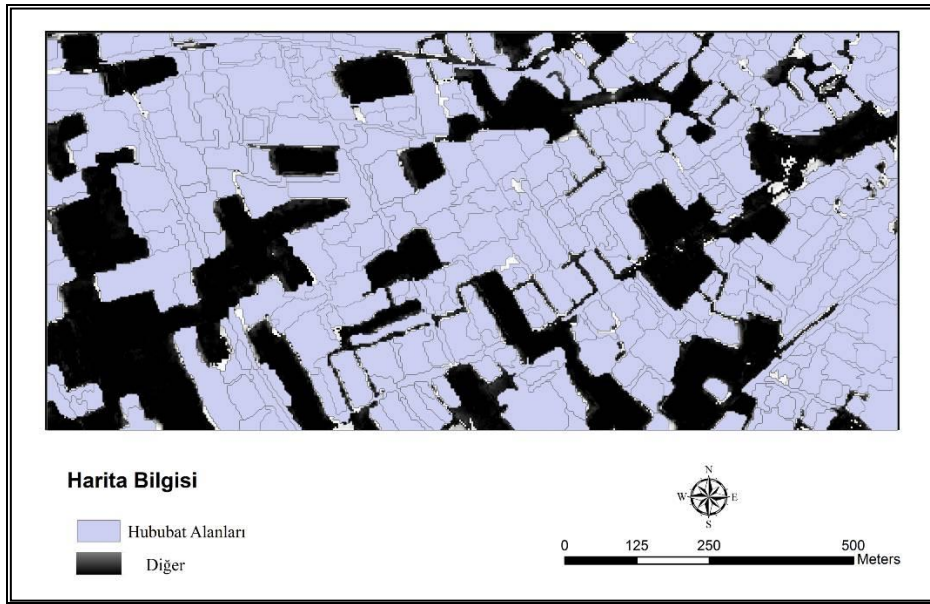 Harita Bilgisi
Hububat Alanları
Diğer
N
W E
S
0 125 250 500
Meters